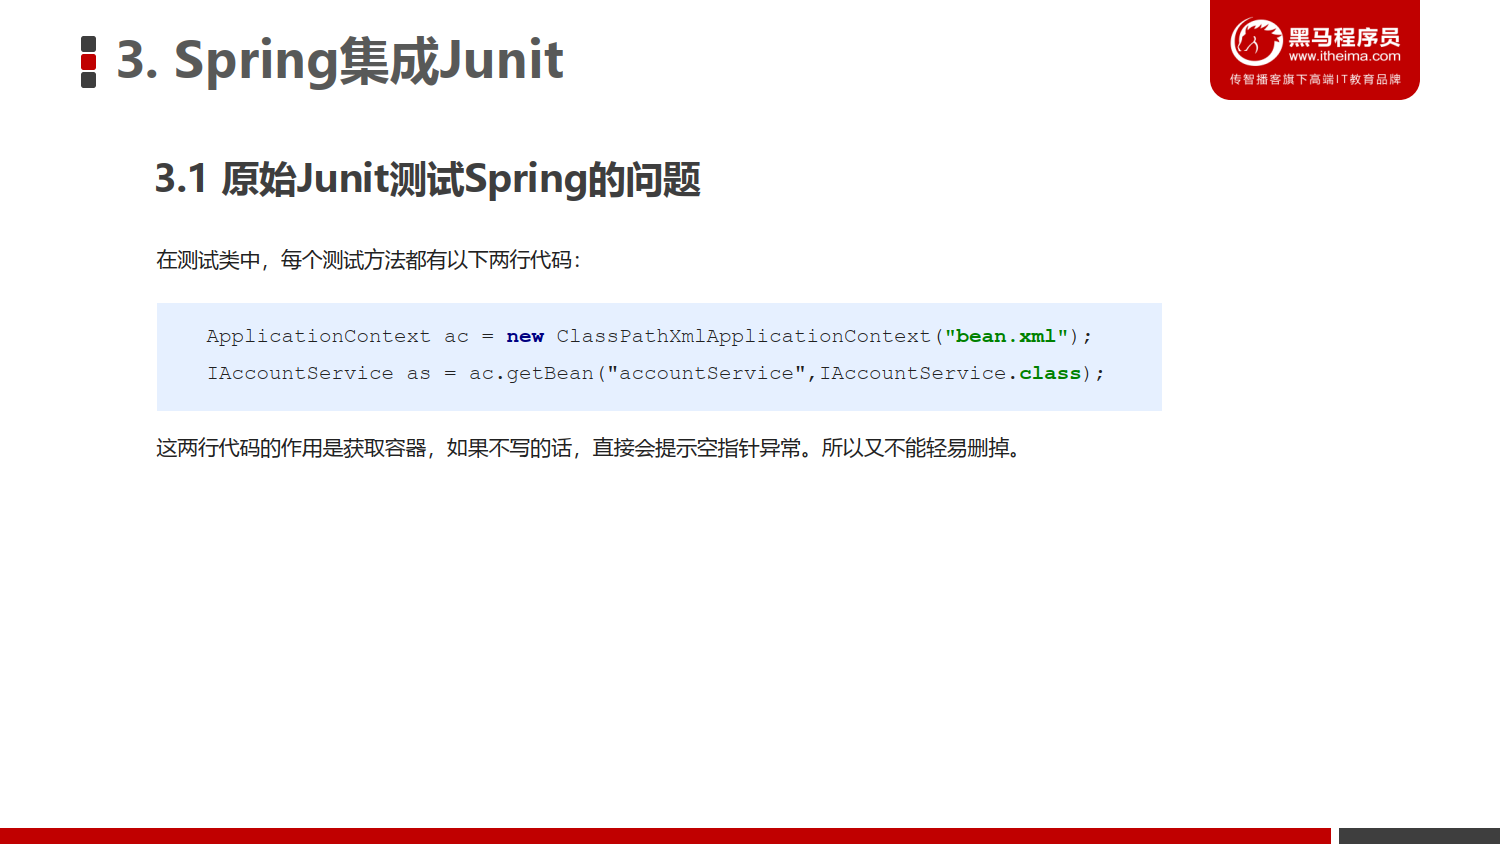 3. Spring集成Junit
黑马程序员
www.itheima.com
传智播客旗下高端IT教育品牌
3.1 原始Junit测试Spring的问题
在测试类中，每个测试方法都有以下两行代码：
ApplicationContext ac = new ClassPathXmlApplicationContext("bean.xml");
IAccountService as = ac.getBean("accountService",IAccountService.class);
这两行代码的作用是获取容器，如果不写的话，直接会提示空指针异常。所以又不能轻易删掉。